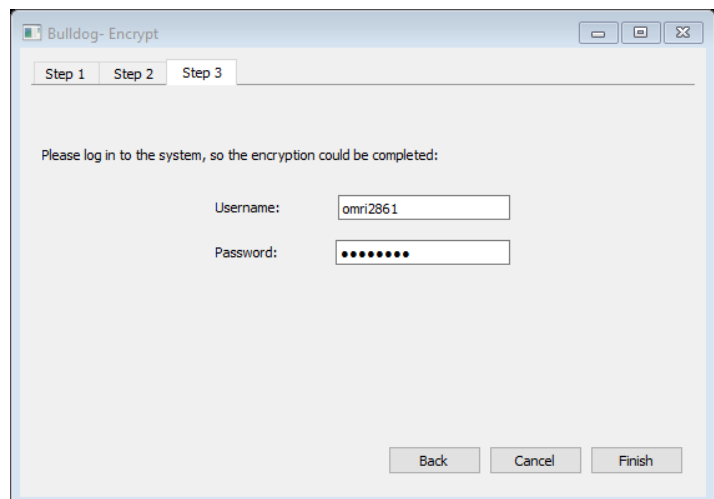 Bulldog- Encrypt
Step 1 Step 2 Step 3
Please log in to the system, so the encryption could be completed:
Username: omri2861
Password: ●●●●●●●●
Back Cancel Finish